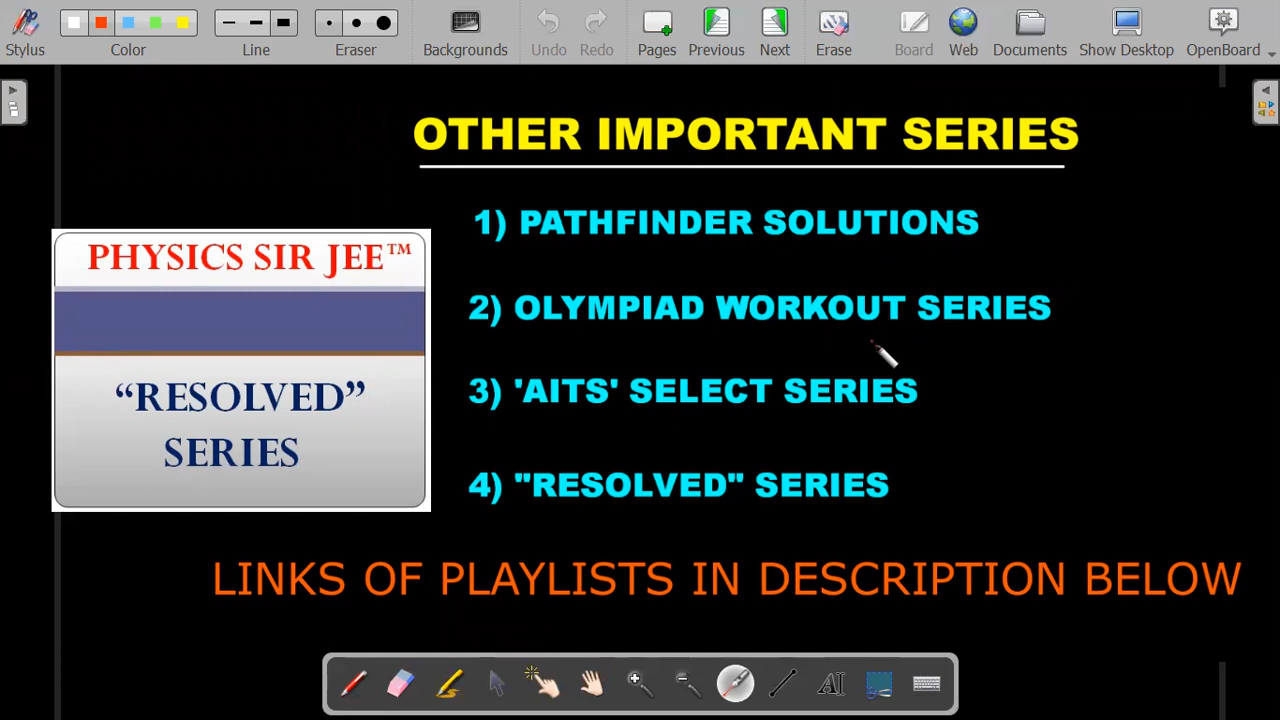 Stylus
Color
Line
Eraser
Backgrounds
Undo
Redo
Pages
Previous
Next
Erase
Board
Web
Documents
Show Desktop
OpenBoard
OTHER IMPORTANT SERIES
PHYSICS SIR JEE™
“RESOLVED”
SERIES
1) PATHFINDER SOLUTIONS
2) OLYMPIAD WORKOUT SERIES
3) 'AITS' SELECT SERIES
4) "RESOLVED" SERIES
LINKS OF PLAYLISTS IN DESCRIPTION BELOW
AI